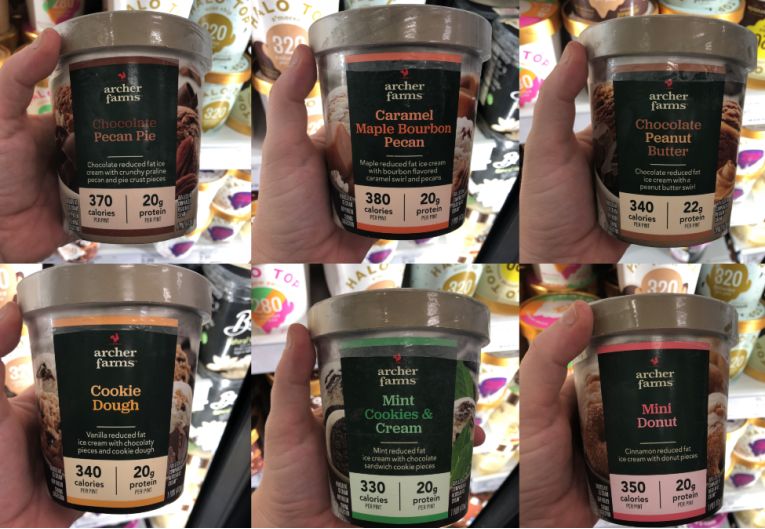 HALO TOP
S'mores
320
280
archer
farms
Chocolate
Pecan Pie
Chocolate reduced fat ice
cream with crunchy praline
pecan and pie crust pieces
370 20g
calories protein
PER PINT PER PINT
archer
farms
Caramel
Maple Bourbon
Pecan
Maple reduced fat ice cream
with bourbon flavored
caramel swirl and pecans
380 20g
calories protein
PER PINT PER PINT
archer
farms
Chocolate
Peanut
Butter
Chocolate reduced fat
ice cream with a
peanut butter swirl
340 22g
calories protein
PER PINT PER PINT
archer
farms
Cookie
Dough
Vanilla reduced fat
ice cream with chocolaty
pieces and cookie dough
340 20g
calories protein
PER PINT PER PINT
HALO TOP
280
archer
farms
Mint
Cookies &
Cream
Mint reduced fat
ice cream with chocolate
sandwich cookie pieces
330 20g
calories protein
PER PINT PER PINT
320
archer
farms
Mini
Donut
Cinnamon reduced fat
ice cream with donut pieces
350 20g
calories protein
PER PINT PER PINT